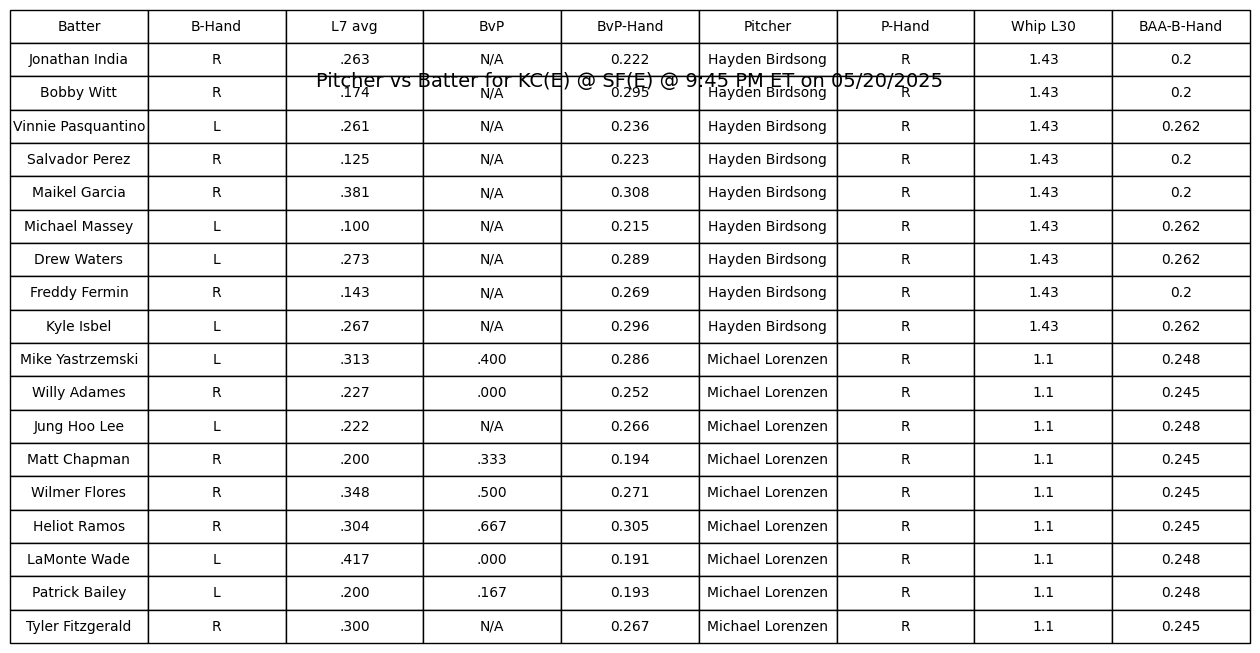 Batter B-Hand L7 avg BvP BvP-Hand Pitcher P-Hand Whip L30 BAA-B-Hand
Jonathan India R .263 N/A 0.222 Hayden Birdsong R 1.43 0.2
Pitcher vs Batter for KC(E) @ SF(E) @ 9:45 PM ET on 05/20/2025
Bobby Witt R .174 N/A 0.295 Hayden Birdsong R 1.43 0.2
Vinnie Pasquantino L .261 N/A 0.236 Hayden Birdsong R 1.43 0.262
Salvador Perez R .125 N/A 0.223 Hayden Birdsong R 1.43 0.2
Maikel Garcia R .381 N/A 0.308 Hayden Birdsong R 1.43 0.2
Michael Massey L .100 N/A 0.215 Hayden Birdsong R 1.43 0.262
Drew Waters L .273 N/A 0.289 Hayden Birdsong R 1.43 0.262
Freddy Fermin R .143 N/A 0.269 Hayden Birdsong R 1.43 0.2
Kyle Isbel L .267 N/A 0.296 Hayden Birdsong R 1.43 0.262
Mike Yastrzemski L .313 .400 0.286 Michael Lorenzen R 1.1 0.248
Willy Adames R .227 .000 0.252 Michael Lorenzen R 1.1 0.245
Jung Hoo Lee L .222 N/A 0.266 Michael Lorenzen R 1.1 0.248
Matt Chapman R .200 .333 0.194 Michael Lorenzen R 1.1 0.245
Wilmer Flores R .348 .500 0.271 Michael Lorenzen R 1.1 0.245
Heliot Ramos R .304 .667 0.305 Michael Lorenzen R 1.1 0.245
LaMonte Wade L .417 .000 0.191 Michael Lorenzen R 1.1 0.248
Patrick Bailey L .200 .167 0.193 Michael Lorenzen R 1.1 0.248
Tyler Fitzgerald R .300 N/A 0.267 Michael Lorenzen R 1.1 0.245